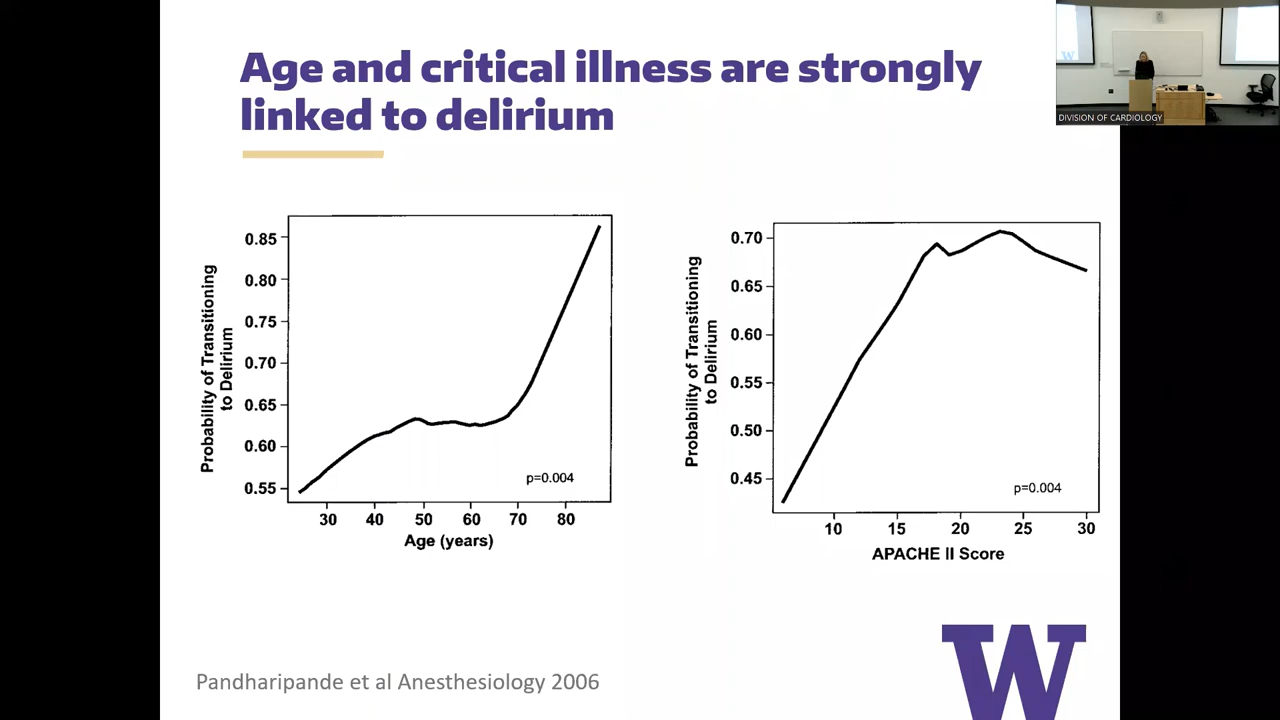 Age and critical illness are strongly
linked to delirium
DIVISION OF CARDIOLOGY
Probability of Transitioning
to Delirium
0.85
0.80
0.75
0.70
0.65
0.60
0.55
p=0.004
30 40 50 60 70 80
Age (years)
Probability of Transitioning
to Delirium
0.70
0.65
0.60
0.55
0.50
0.45
p=0.004
10 15 20 25 30
APACHE II Score
Pandharipande et al Anesthesiology 2006
W